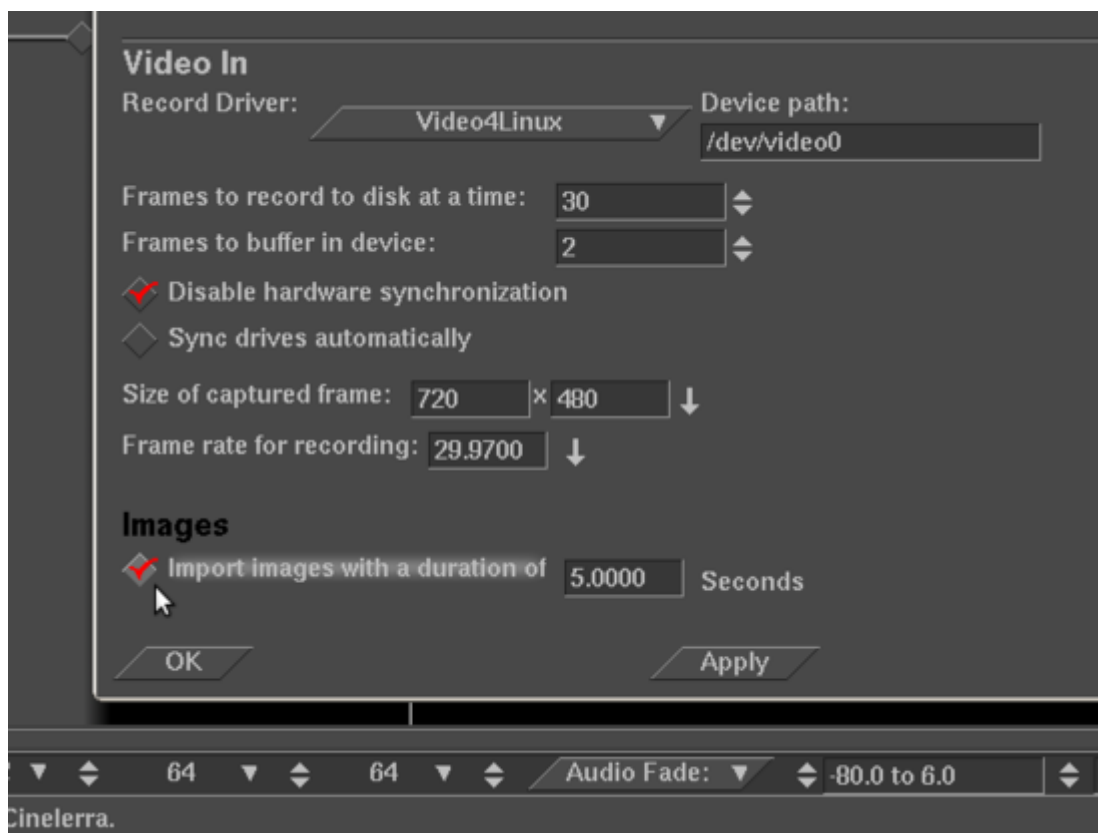 Video In
Record Driver: Video4Linux Device path:
/dev/video0
Frames to record to disk at a time: 30
Frames to buffer in device: 2
Disable hardware synchronization
Sync drives automatically
Size of captured frame: 720 × 480
Frame rate for recording: 29.9700
Images
Import images with a duration of 5.0000 Seconds
OK Apply
64 64 Audio Fade: -80.0 to 6.0
Cinelerra.